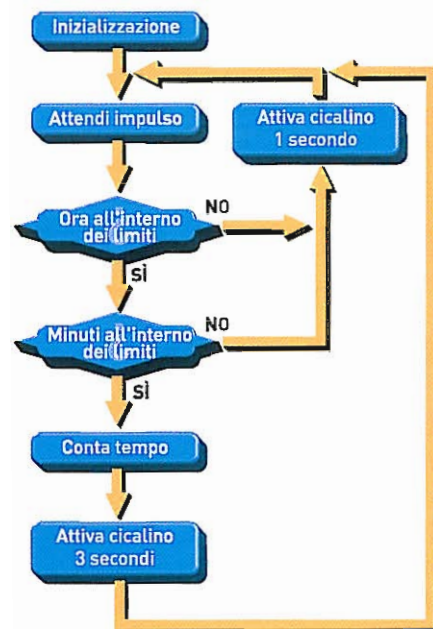 Inizializzazione
Attendi impulso
Attiva cicalino
1 secondo
Ora all'interno
dei limiti
NO
SÌ
Minuti all'interno
dei limiti
NO
SÌ
Conta tempo
Attiva cicalino
3 secondi